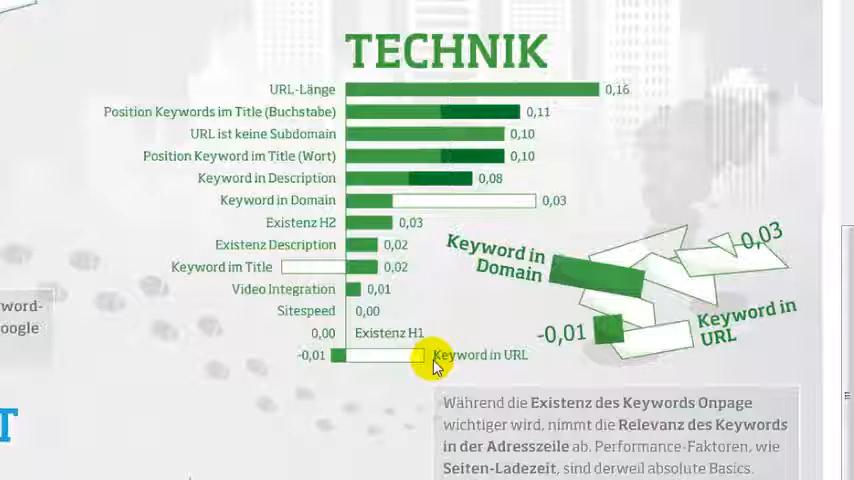 TECHNIK
URL-Länge 0,16
Position Keywords im Title (Buchstabe) 0,11
URL ist keine Subdomain 0,10
Position Keyword im Title (Wort) 0,10
Keyword in Description 0,08
Keyword in Domain 0,03
Existenz H2 0,03
Existenz Description 0,02
Keyword im Title 0,02
Video Integration 0,01
Sitespeed 0,00
0,00 Existenz H1
-0,01 Keyword in URL
Keyword in
Domain
0,03
-0,01
Keyword in
URL
word-
oogle
T
Während die Existenz des Keywords Onpage
wichtiger wird, nimmt die Relevanz des Keywords
in der Adresszeile ab. Performance-Faktoren, wie
Seiten-Ladezeit, sind derweil absolute Basics.